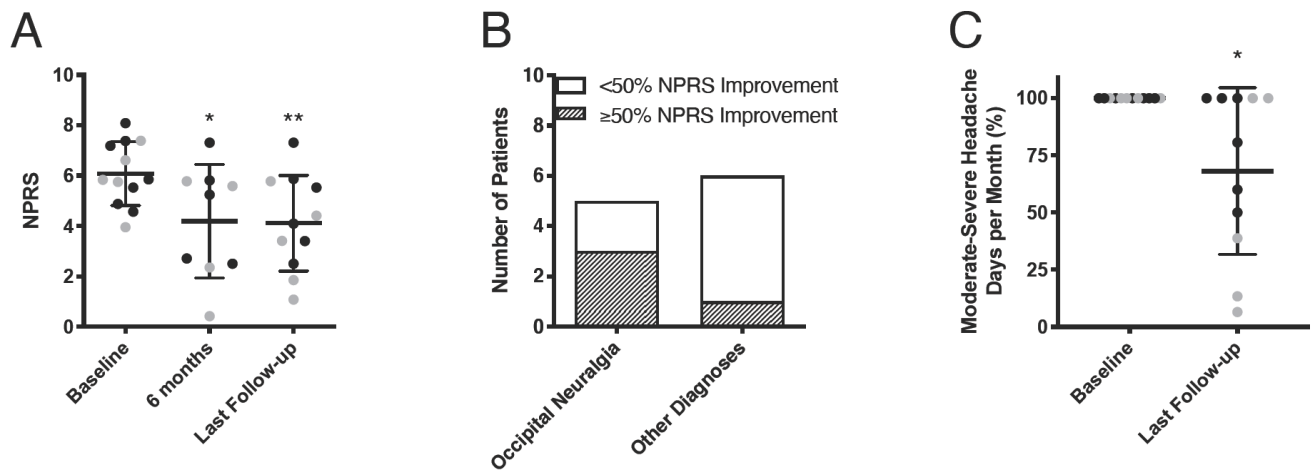 A
NPRS
10
8
6
4
2
0
*
**
Baseline
6 months
Last Follow-up
B
Number of Patients
10
8
6
4
2
0
<50% NPRS Improvement
≥50% NPRS Improvement
Occipital Neuralgia
Other Diagnoses
C
Moderate-Severe Headache
Days per Month (%)
100
75
50
25
0
*
Baseline
Last Follow-up